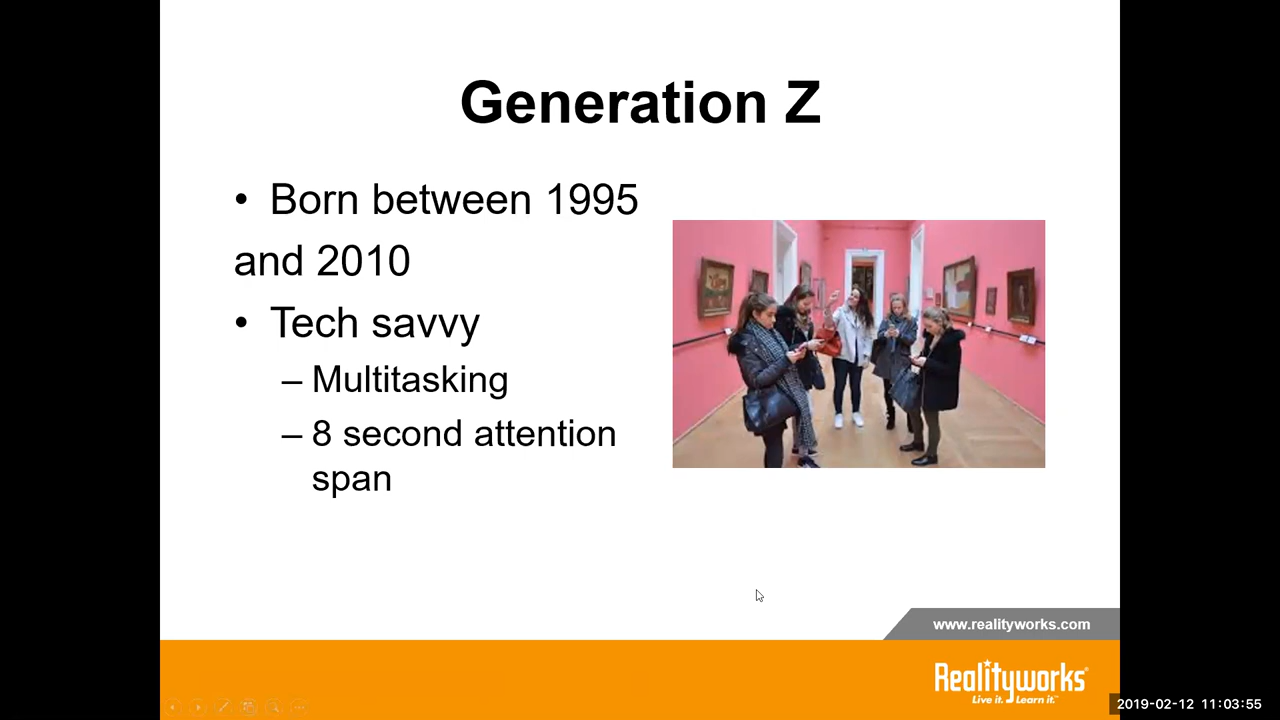 Generation Z
• Born between 1995
and 2010
• Tech savvy
– Multitasking
– 8 second attention
span
www.realityworks.com
Realityworks®
Live it. Learn it.™
2019-02-12 11:03:55